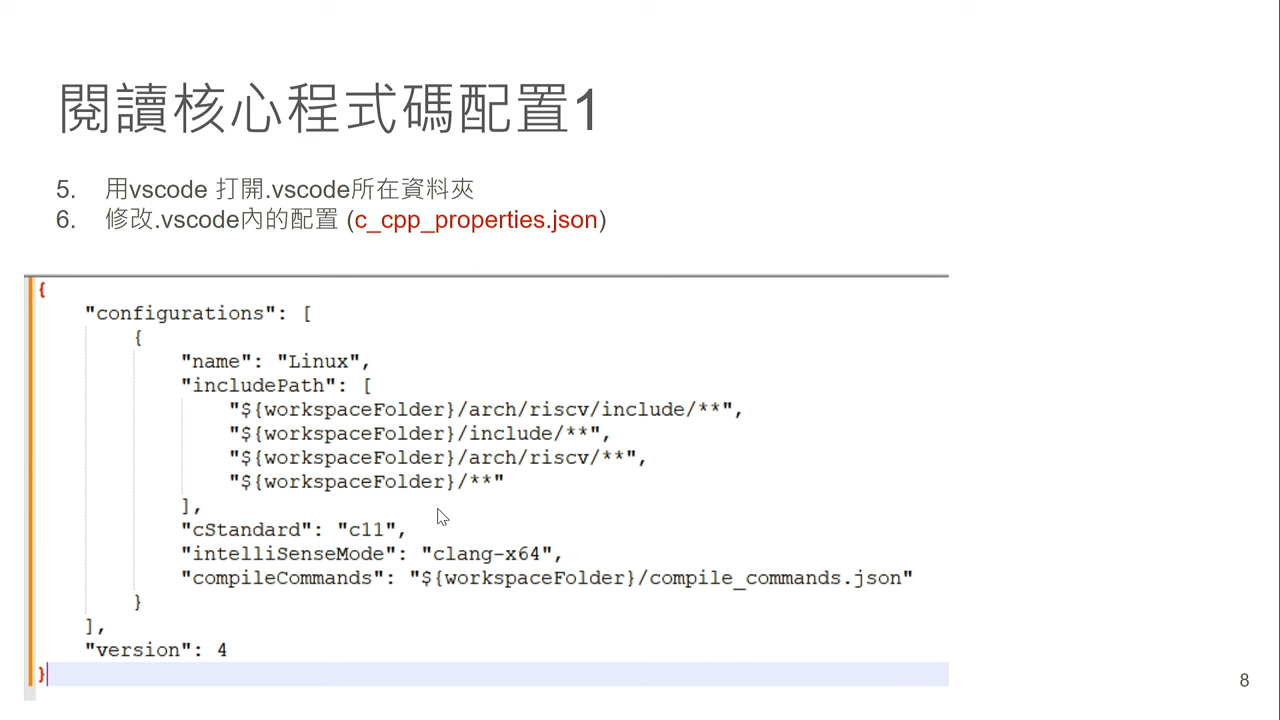 閱讀核心程式碼配置1
5. 用vscode 打開.vscode所在資料夾
6. 修改.vscode內的配置 (c_cpp_properties.json)
{
    "configurations": [
        {
            "name": "Linux",
            "includePath": [
                "${workspaceFolder}/arch/riscv/include/**",
                "${workspaceFolder}/include/**",
                "${workspaceFolder}/arch/riscv/**",
                "${workspaceFolder}/**"
            ],
            "cStandard": "c11",
            "intelliSenseMode": "clang-x64",
            "compileCommands": "${workspaceFolder}/compile_commands.json"
        }
    ],
    "version": 4
}
8